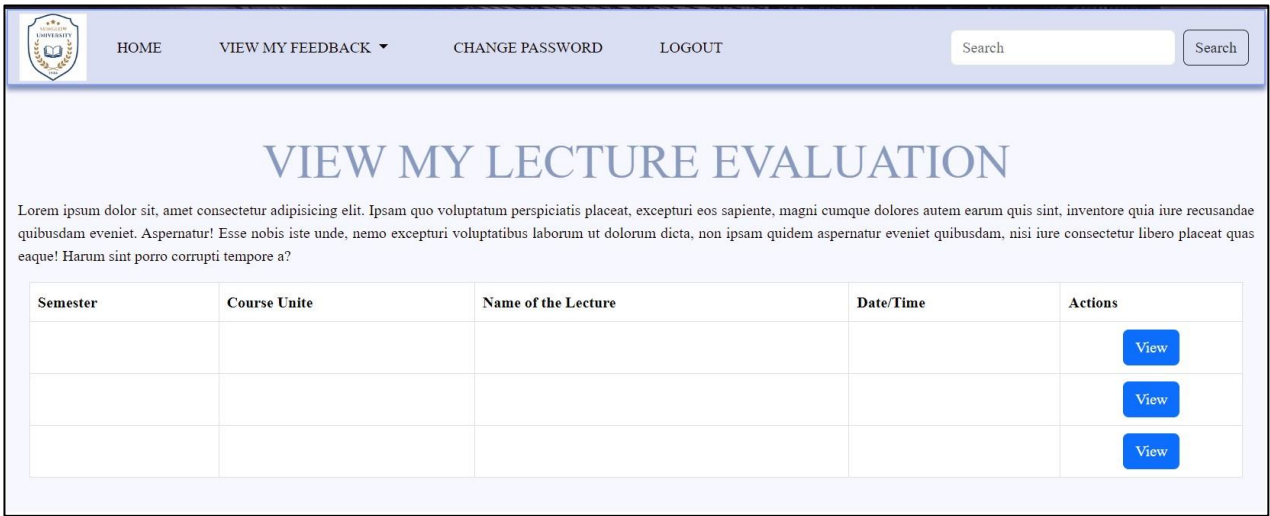 UNIVERSITY
HOME VIEW MY FEEDBACK CHANGE PASSWORD LOGOUT Search Search
VIEW MY LECTURE EVALUATION
Lorem ipsum dolor sit, amet consectetur adipisicing elit. Ipsam quo voluptatum perspiciatis placeat, excepturi eos sapiente, magni cumque dolores autem earum quis sint, inventore quia iure recusandae
quibusdam eveniet. Aspernatur! Esse nobis iste unde, nemo excepturi voluptatibus laborum ut dolorum dicta, non ipsam quidem aspernatur eveniet quibusdam, nisi iure consectetur libero placeat quas
eaque! Harum sint porro corrupti tempore a?
Semester Course Unite Name of the Lecture Date/Time Actions
View
View
View